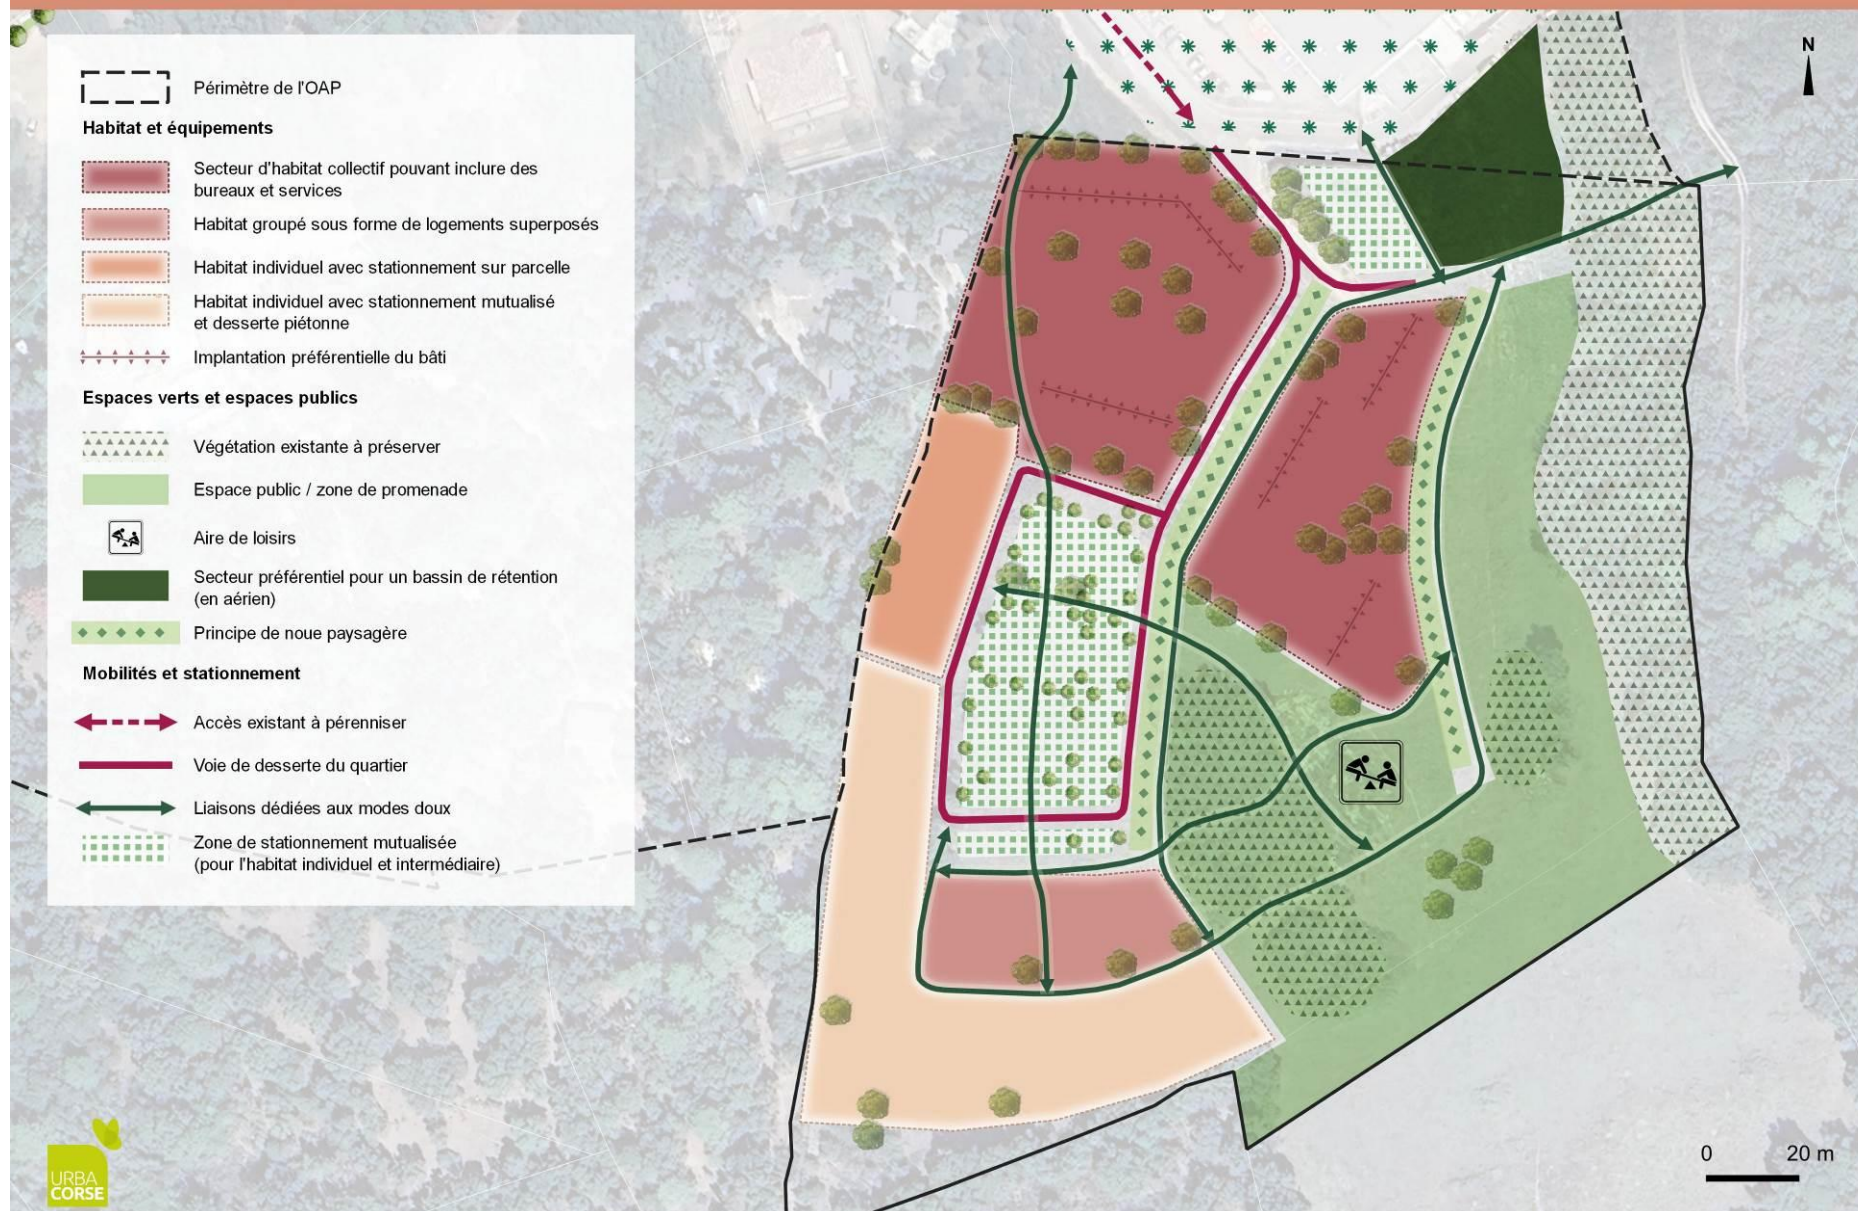 Périmètre de l'OAP
Habitat et équipements
Secteur d'habitat collectif pouvant inclure des
bureaux et services
Habitat groupé sous forme de logements superposés
Habitat individuel avec stationnement sur parcelle
Habitat individuel avec stationnement mutualisé
et desserte piétonne
Implantation préférentielle du bâti
Espaces verts et espaces publics
Végétation existante à préserver
Espace public / zone de promenade
Aire de loisirs
Secteur préférentiel pour un bassin de rétention
(en aérien)
Principe de noue paysagère
Mobilités et stationnement
Accès existant à pérenniser
Voie de desserte du quartier
Liaisons dédiées aux modes doux
Zone de stationnement mutualisée
(pour l'habitat individuel et intermédiaire)
URBA
CORSE
N
0 20 m